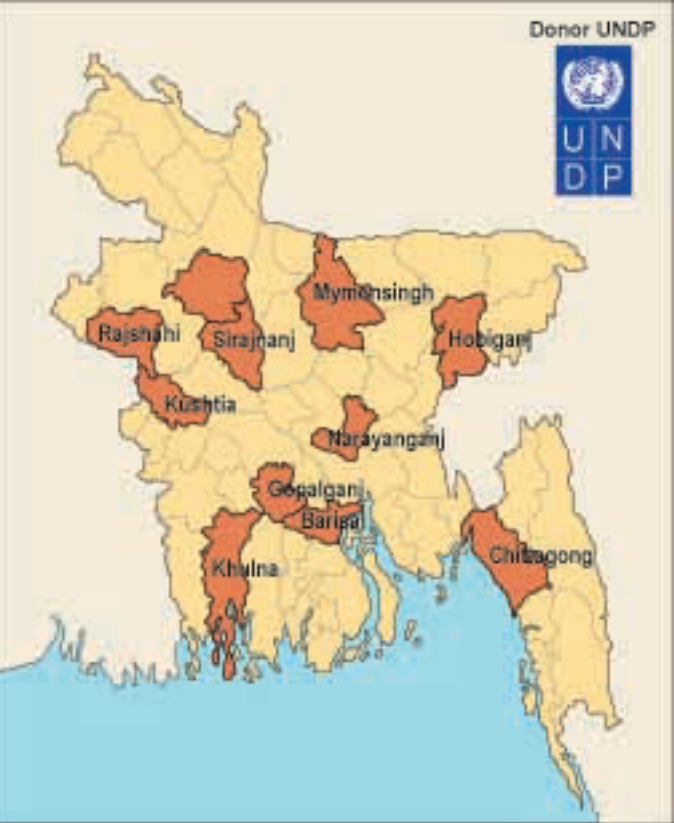 Donor UNDP
U N
D P
Mymensingh
Rajshahi
Sirajnanj
Hobiganj
Kushtia
Narayanganj
Gopalganj
Barisal
Chittagong
Khulna